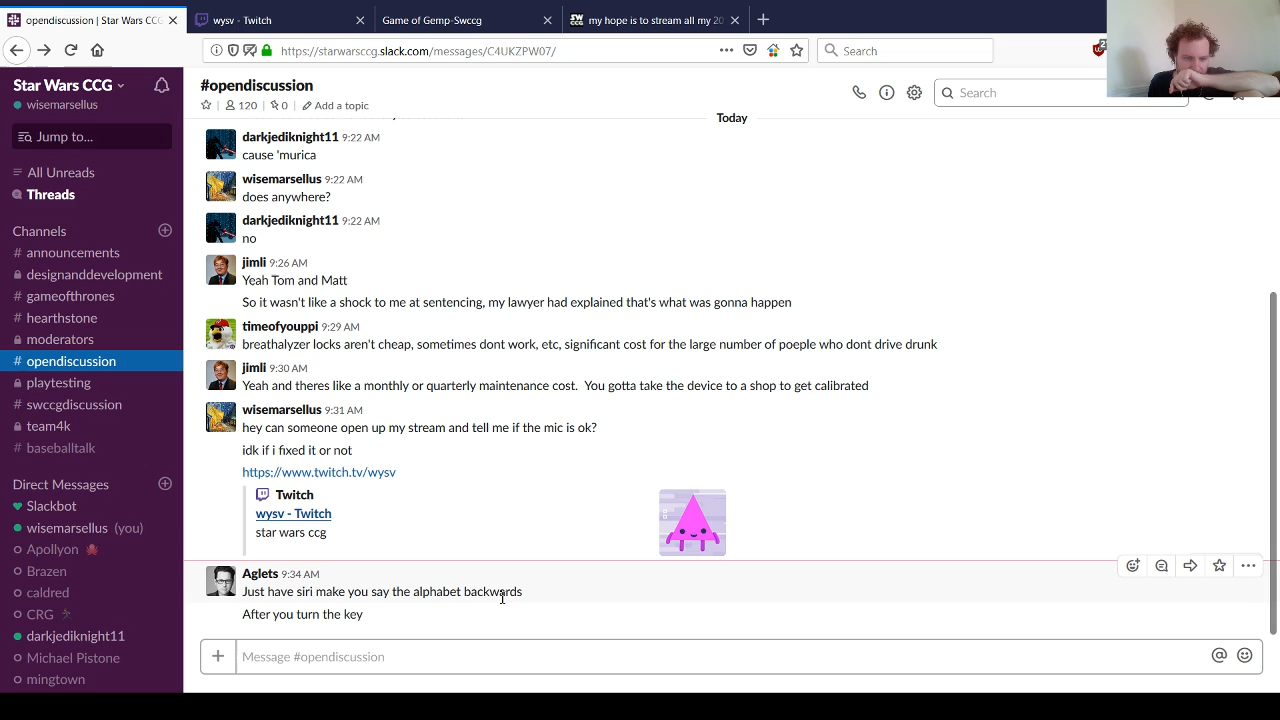 Star Wars CCG | #opendiscussion
wysv - Twitch
Game of Gemp-Swccg
my hope is to stream all my 20
https://starwarsccg.slack.com/messages/C4UKZPW07/
Search
Star Wars CCG
wisemarsellus
Jump to...
All Unreads
Threads
Channels
# announcements
designanddevelopment
# gameofthrones
# hearthstone
moderators
# opendiscussion
playtesting
# swccgdiscussion
team4k
# baseballtalk
Direct Messages
Slackbot
wisemarsellus (you)
Apollyon
Brazen
caldred
CRG
darkjediknight11
Michael Pistone
mingtown
#opendiscussion
120
0
Add a topic
Search
Today
darkjediknight11 9:22 AM
cause 'murica
wisemarsellus 9:22 AM
does anywhere?
darkjediknight11 9:22 AM
no
jimli 9:26 AM
Yeah Tom and Matt
So it wasn't like a shock to me at sentencing, my lawyer had explained that's what was gonna happen
timeofyouppi 9:29 AM
breathalyzer locks aren't cheap, sometimes dont work, etc, significant cost for the large number of poeple who dont drive drunk
jimli 9:30 AM
Yeah and theres like a monthly or quarterly maintenance cost. You gotta take the device to a shop to get calibrated
wisemarsellus 9:31 AM
hey can someone open up my stream and tell me if the mic is ok?
idk if i fixed it or not
https://www.twitch.tv/wysv
Twitch
wysv - Twitch
star wars ccg
Aglets 9:34 AM
Just have siri make you say the alphabet backwards
After you turn the key
Message #opendiscussion